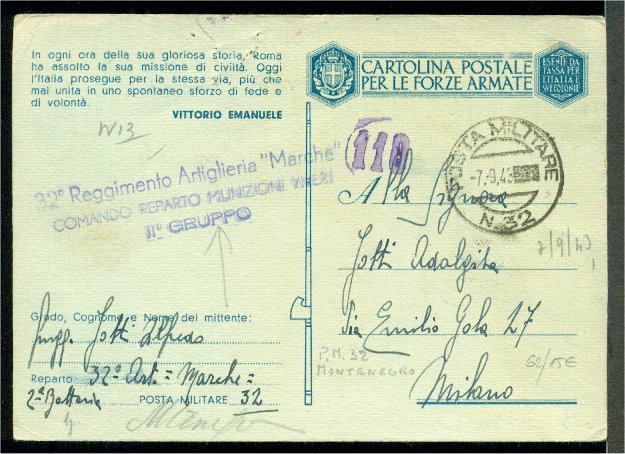 In ogni ora della sua gloriosa storia, Roma
ha assolto la sua missione di civiltà. Oggi
l'Italia prosegue per la stessa via, più che
mai unita in uno spontaneo sforzo di fede e
di volontà.
VITTORIO EMANUELE
32° Reggimento Artiglieria "Marche"
COMANDO REPARTO MUNIZIONI VIVERI
II° GRUPPO
Grado, Cognome e Nome del mittente:
Jotti Alfredo
Reparto 32° Art. = Marche =
2ª Batteria POSTA MILITARE 32
CARTOLINA POSTALE
PER LE FORZE ARMATE
ESENTE DA
TASSA PER
L'ITALIA E
SUE COLONIE
110
POSTA MILITARE
-7.9.43
N. 32
Alla Signora
7/9/43
Jotti Adalgisa
Via Emilio Gola 27
P.M. 32
MONTENEGRO
Milano